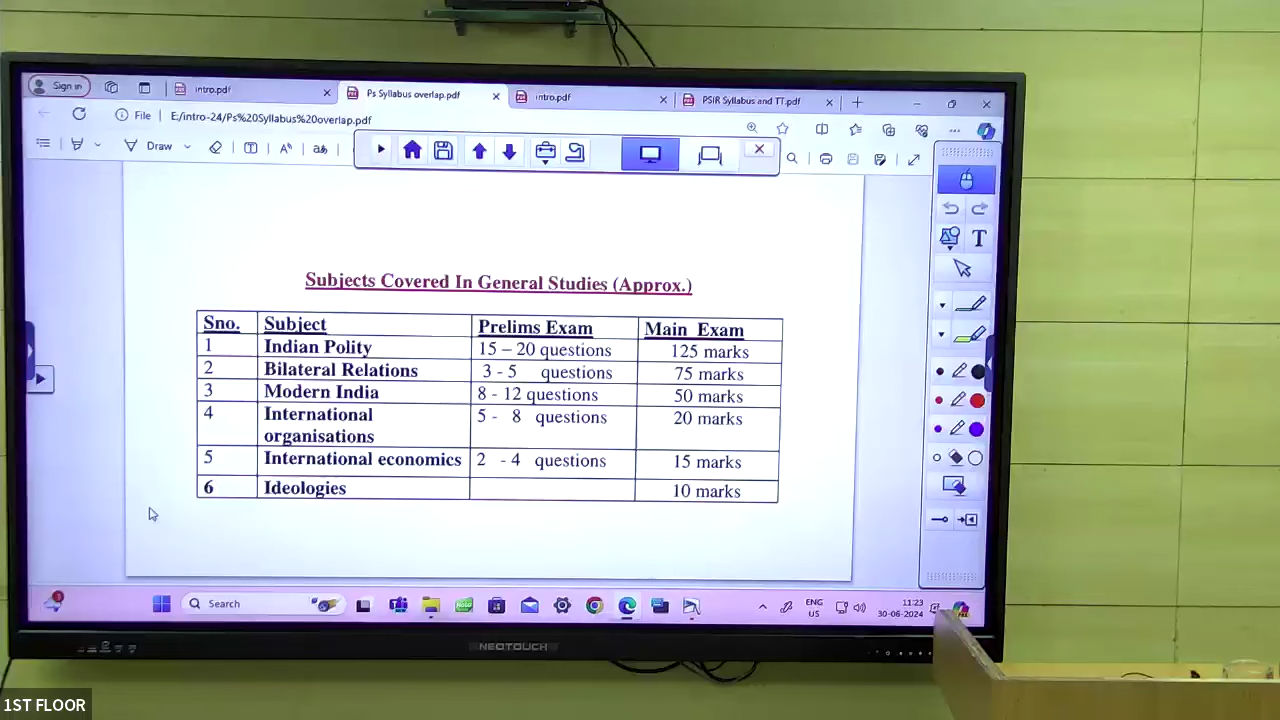 Sign in
intro.pdf
Ps Syllabus overlap.pdf
intro.pdf
PSIR Syllabus and TT.pdf
File
E:/intro-24/Ps%20Syllabus%20overlap.pdf
Draw
T
Subjects Covered In General Studies (Approx.)
Sno. Subject Prelims Exam Main Exam
1 Indian Polity 15 – 20 questions 125 marks
2 Bilateral Relations 3 - 5 questions 75 marks
3 Modern India 8 - 12 questions 50 marks
4 International organisations 5 - 8 questions 20 marks
5 International economics 2 - 4 questions 15 marks
6 Ideologies 10 marks
Search
ENG
US
11:23
30-06-2024
NEOTOUCH
1ST FLOOR